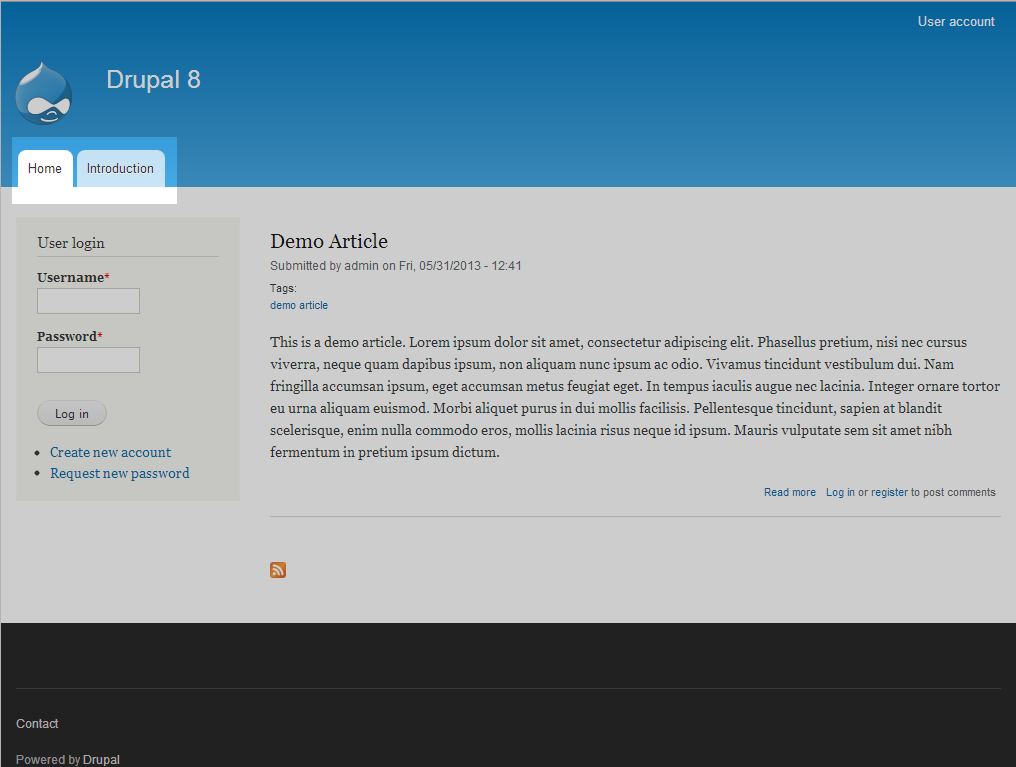 User account
Drupal 8
Home
Introduction
User login
Username*
Password*
Log in
Create new account
Request new password
Demo Article
Submitted by admin on Fri, 05/31/2013 - 12:41
Tags:
demo article
This is a demo article. Lorem ipsum dolor sit amet, consectetur adipiscing elit. Phasellus pretium, nisi nec cursus
viverra, neque quam dapibus ipsum, non aliquam nunc ipsum ac odio. Vivamus tincidunt vestibulum dui. Nam
fringilla accumsan ipsum, eget accumsan metus feugiat eget. In tempus iaculis augue nec lacinia. Integer ornare tortor
eu urna aliquam euismod. Morbi aliquet purus in dui mollis facilisis. Pellentesque tincidunt, sapien at blandit
scelerisque, enim nulla commodo eros, mollis lacinia risus neque id ipsum. Mauris vulputate sem sit amet nibh
fermentum in pretium ipsum dictum.
Read more Log in or register to post comments
Contact
Powered by Drupal